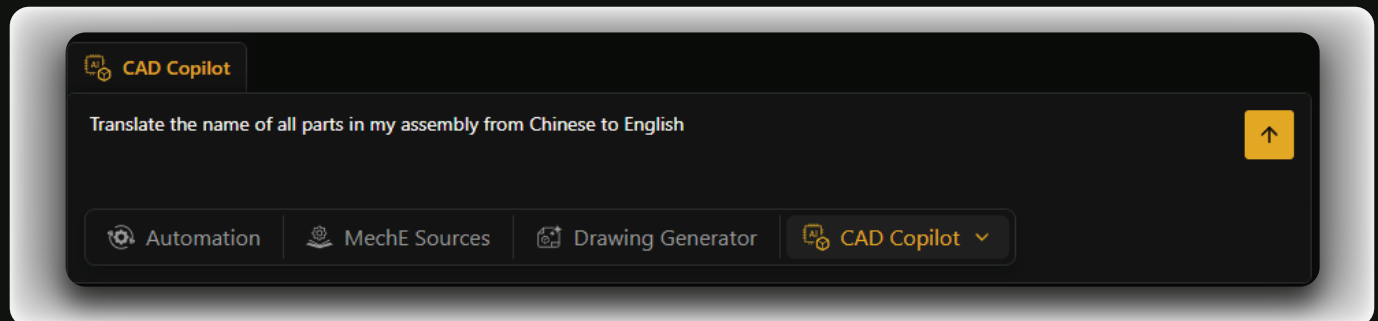 CAD Copilot
Translate the name of all parts in my assembly from Chinese to English
Automation
MechE Sources
Drawing Generator
CAD Copilot